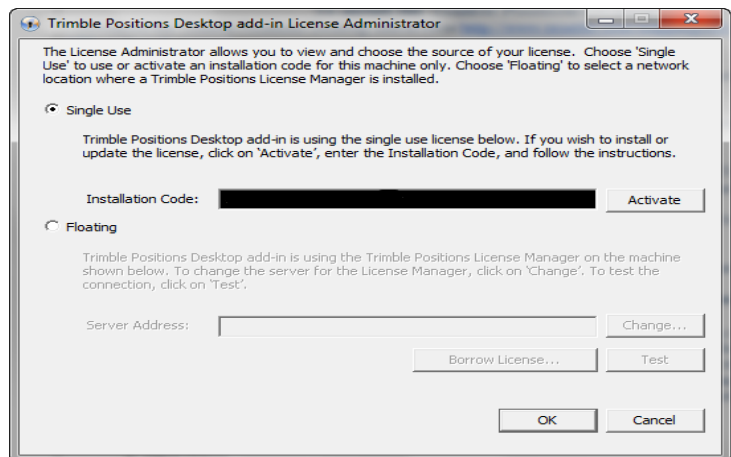 Trimble Positions Desktop add-in License Administrator
The License Administrator allows you to view and choose the source of your license. Choose 'Single
Use' to use or activate an installation code for this machine only. Choose 'Floating' to select a network
location where a Trimble Positions License Manager is installed.
Single Use
Trimble Positions Desktop add-in is using the single use license below. If you wish to install or
update the license, click on 'Activate', enter the Installation Code, and follow the instructions.
Installation Code:
Activate
Floating
Trimble Positions Desktop add-in is using the Trimble Positions License Manager on the machine
shown below. To change the server for the License Manager, click on 'Change'. To test the
connection, click on 'Test'.
Server Address:
Change...
Borrow License...
Test
OK
Cancel